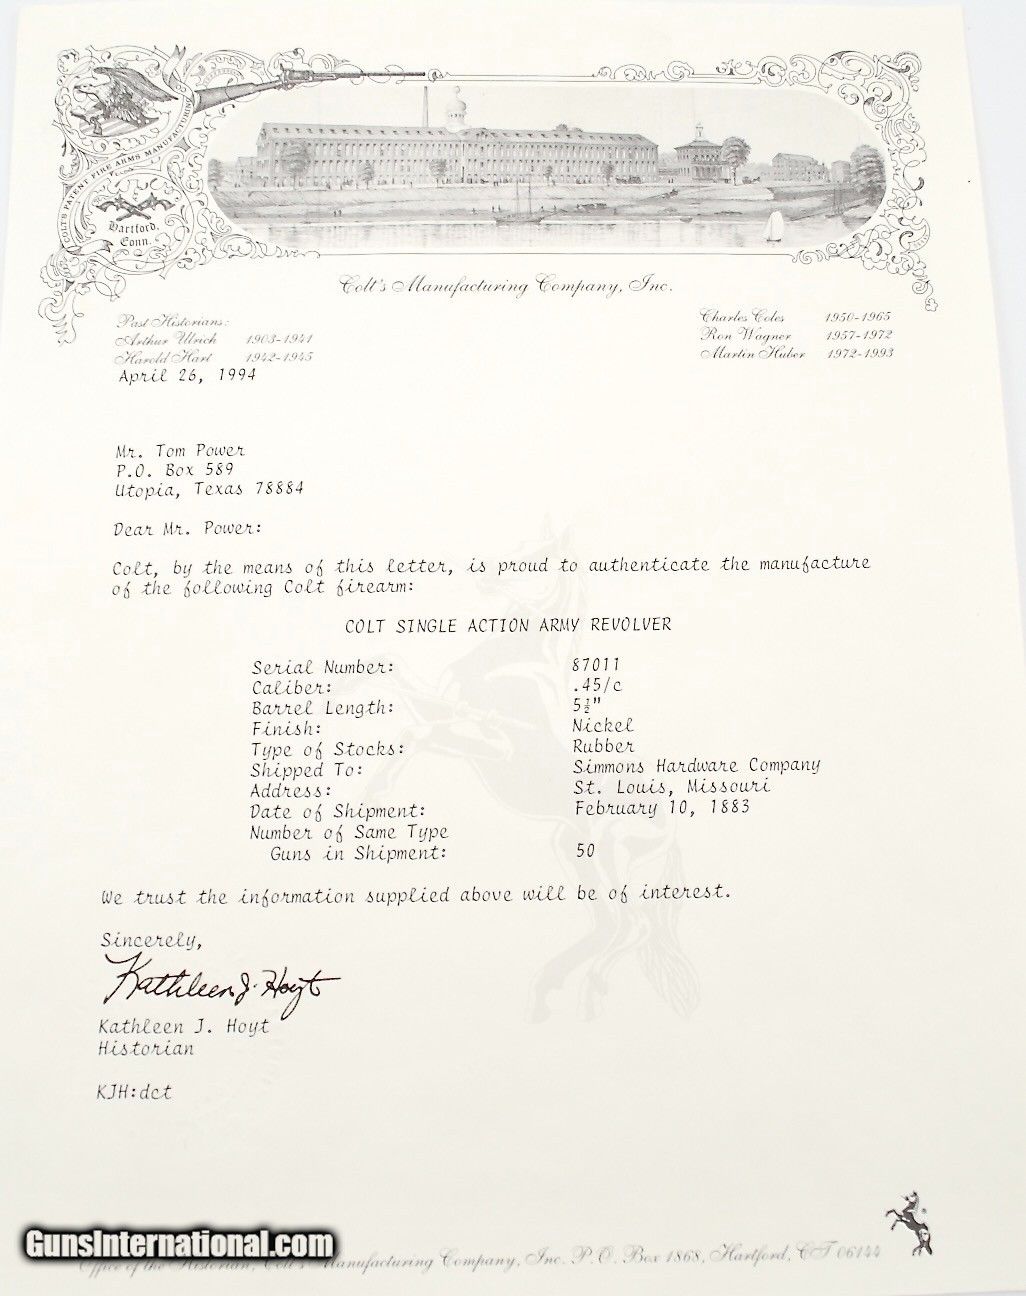 COLT'S PATENT FIRE ARMS MANUFACTURING
Hartford,
Conn.
Colt's Manufacturing Company, Inc.
Past Historians:
Arthur Ulrich 1903-1941
Harold Hart 1942-1945
Charles Coles 1950-1965
Ron Wagner 1957-1972
Martin Huber 1972-1993
April 26, 1994
Mr. Tom Power
P.O. Box 589
Utopia, Texas 78884
Dear Mr. Power:
Colt, by the means of this letter, is proud to authenticate the manufacture
of the following Colt firearm:
COLT SINGLE ACTION ARMY REVOLVER
Serial Number: 87011
Caliber: .45/c
Barrel Length: 5½"
Finish: Nickel
Type of Stocks: Rubber
Shipped To: Simmons Hardware Company
Address: St. Louis, Missouri
Date of Shipment: February 10, 1883
Number of Same Type
Guns in Shipment: 50
We trust the information supplied above will be of interest.
Sincerely,
Kathleen J. Hoyt
Kathleen J. Hoyt
Historian
KJH:dct
GunsInternational.com
Office of the Historian, Colt's Manufacturing Company, Inc. P.O. Box 1868, Hartford, CT 06144